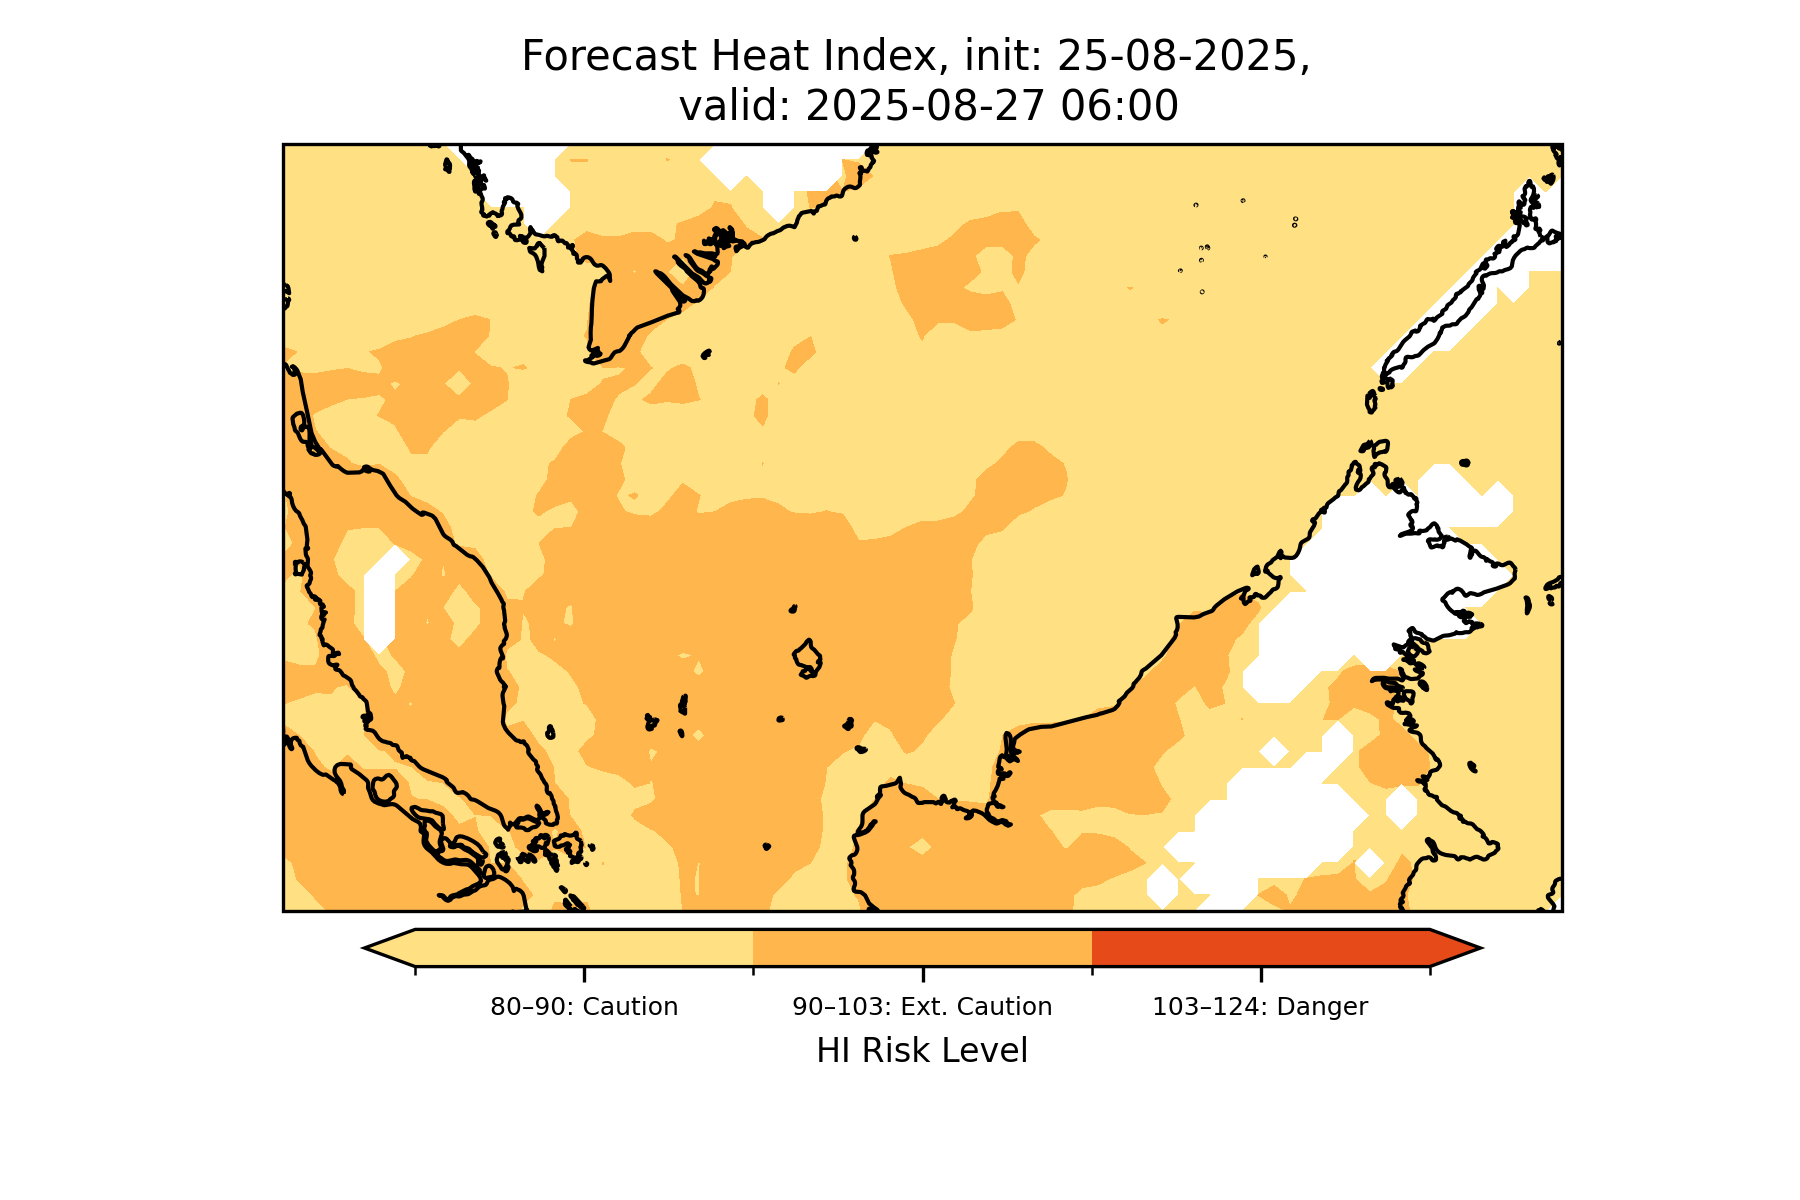 Forecast Heat Index, init: 25-08-2025,
valid: 2025-08-27 06:00
80–90: Caution
90–103: Ext. Caution
103–124: Danger
HI Risk Level